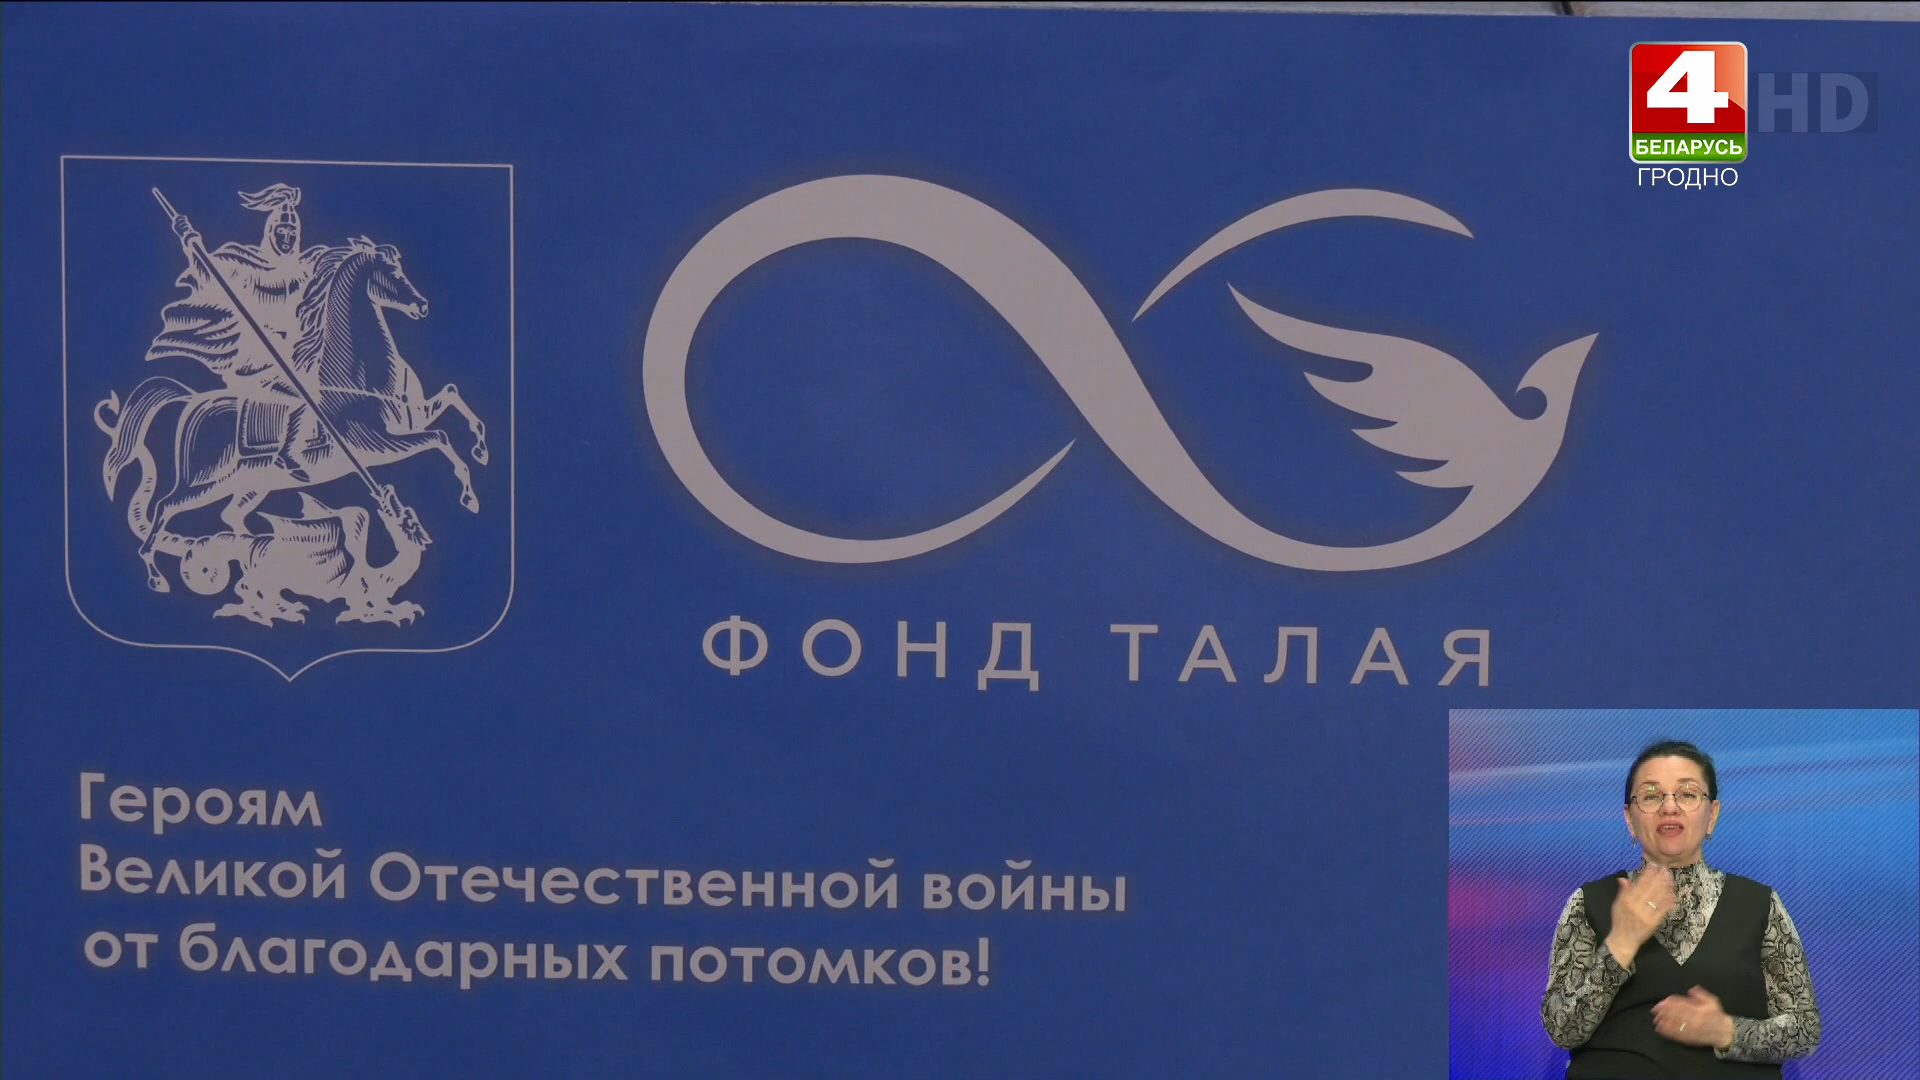 4 HD
БЕЛАРУСЬ
ГРОДНО
ФОНД ТАЛАЯ
Героям
Великой Отечественной войны
от благодарных потомков!